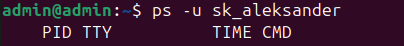 admin@admin:~$ ps -u sk_aleksander
    PID TTY          TIME CMD